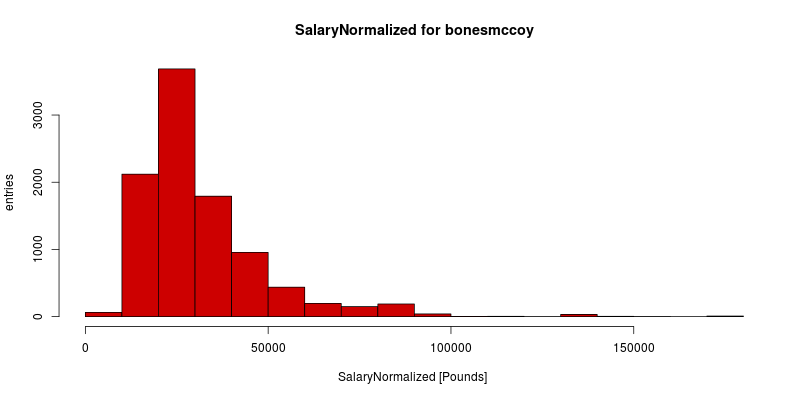 SalaryNormalized for bonesmccoy
entries
3000
2000
1000
0
0 50000 100000 150000
SalaryNormalized [Pounds]